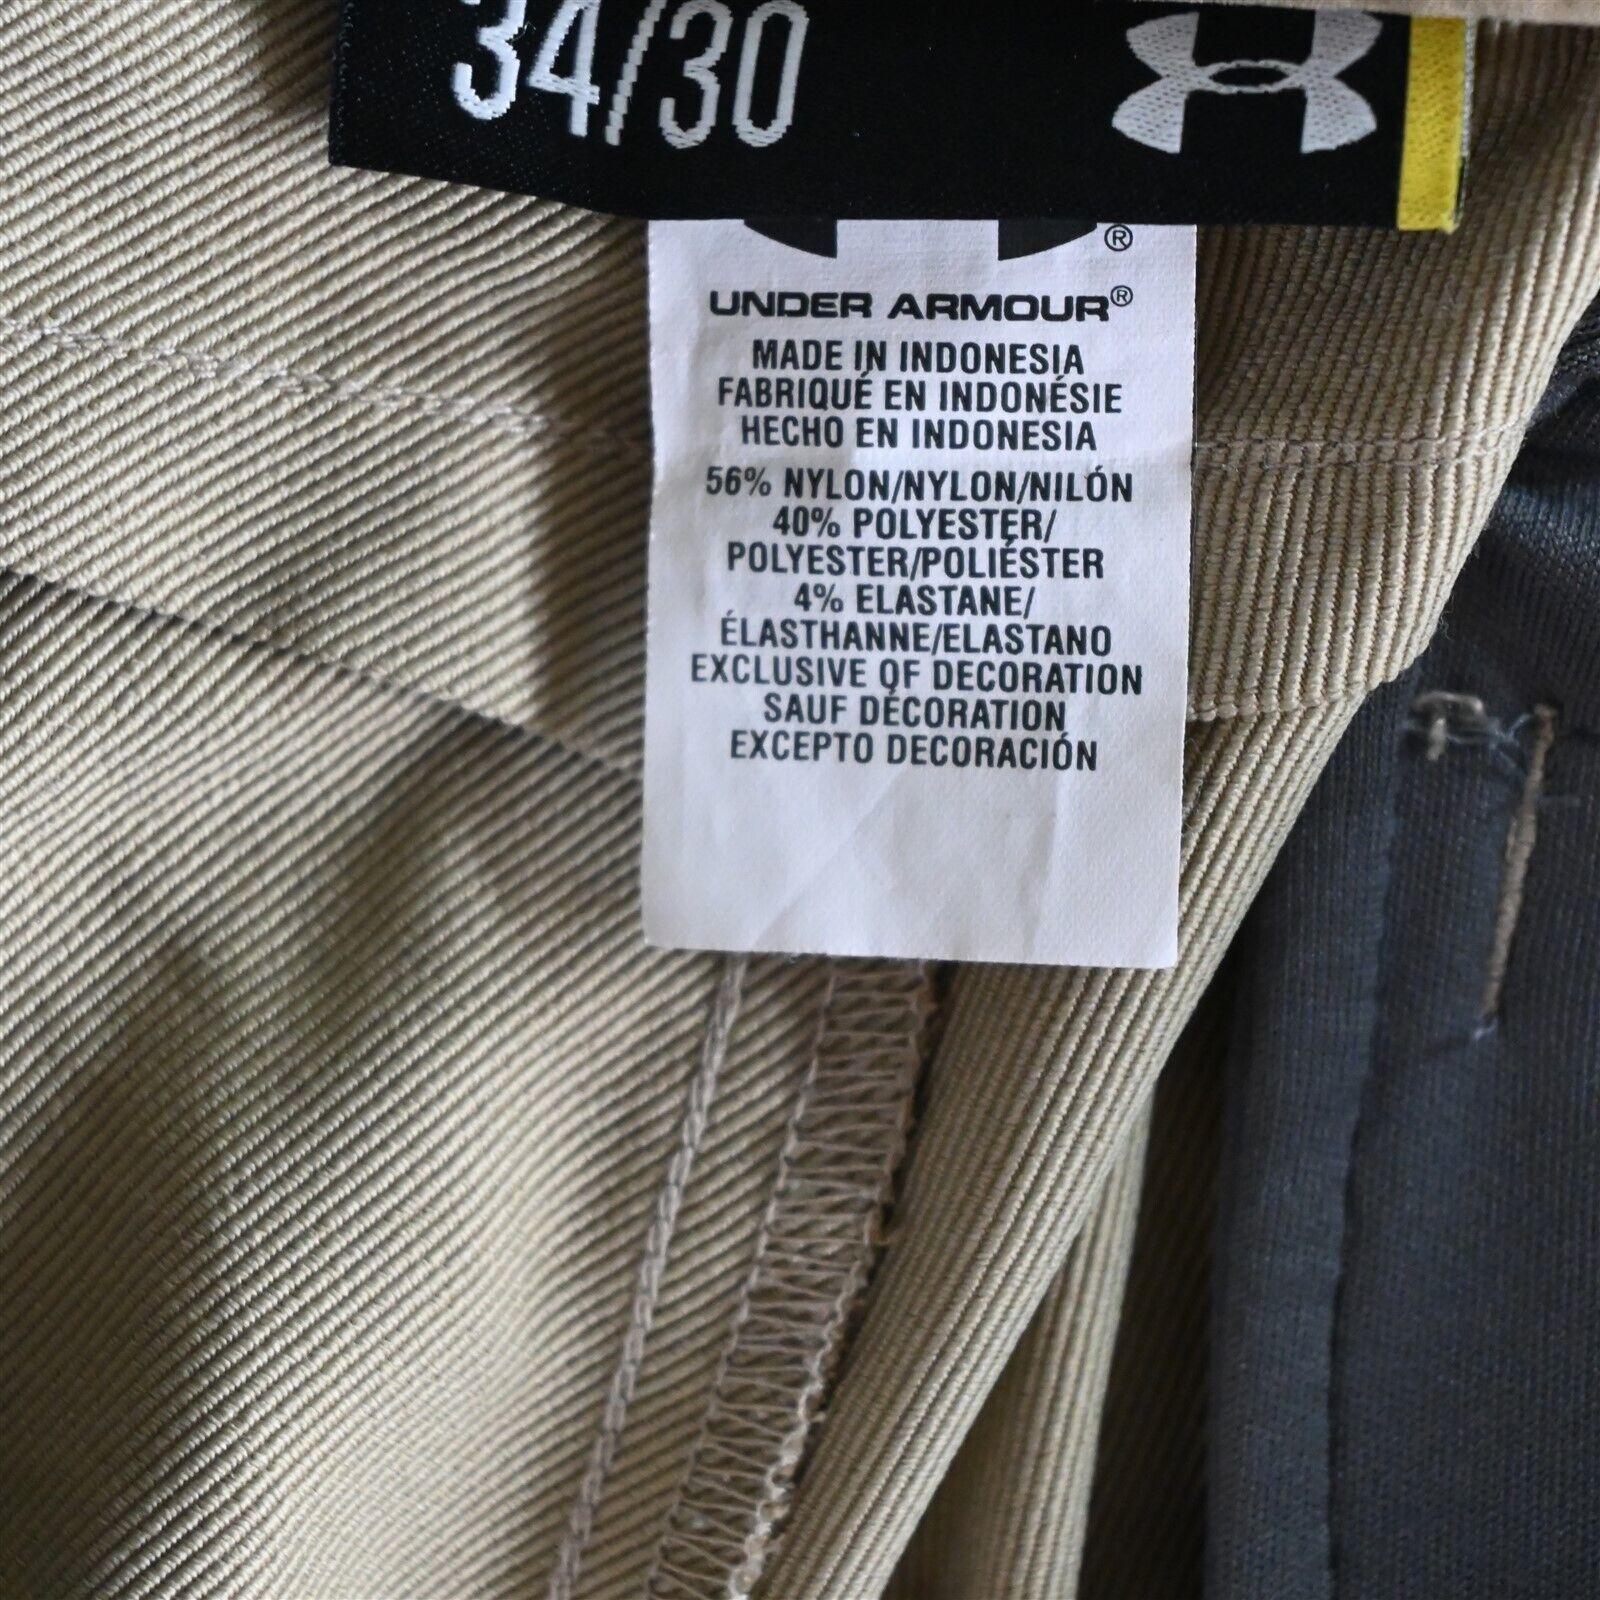 34/30
®
UNDER ARMOUR®
MADE IN INDONESIA
FABRIQUÉ EN INDONÉSIE
HECHO EN INDONESIA
56% NYLON/NYLON/NILÓN
40% POLYESTER/
POLYESTER/POLIÉSTER
4% ELASTANE/
ÉLASTHANNE/ELASTANO
EXCLUSIVE OF DECORATION
SAUF DÉCORATION
EXCEPTO DECORACIÓN